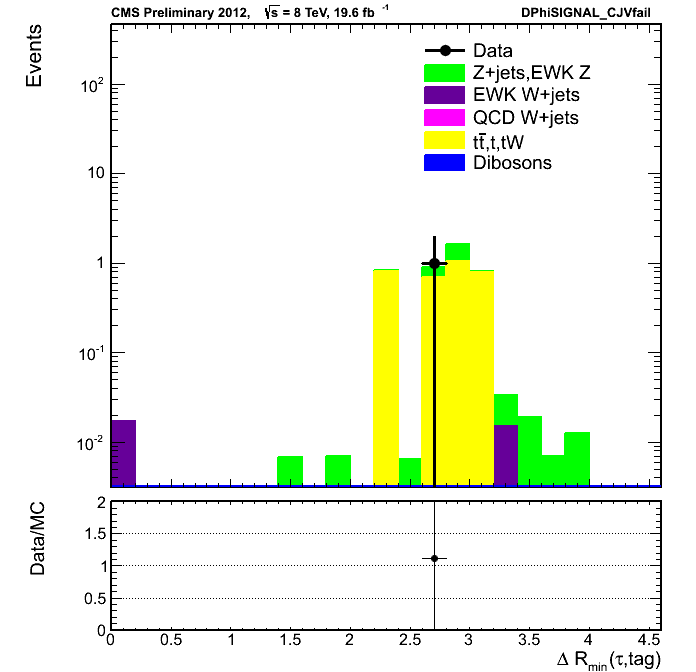 CMS Preliminary 2012, √s = 8 TeV, 19.6 fb⁻¹ DPhiSIGNAL_CJVfail
Events
Data
Z+jets,EWK Z
EWK W+jets
QCD W+jets
tt̅,t,tW
Dibosons
10²
10
1
10⁻¹
10⁻²
Data/MC
2
1.5
1
0.5
0
0 0.5 1 1.5 2 2.5 3 3.5 4 4.5
Δ R_min(τ,tag)